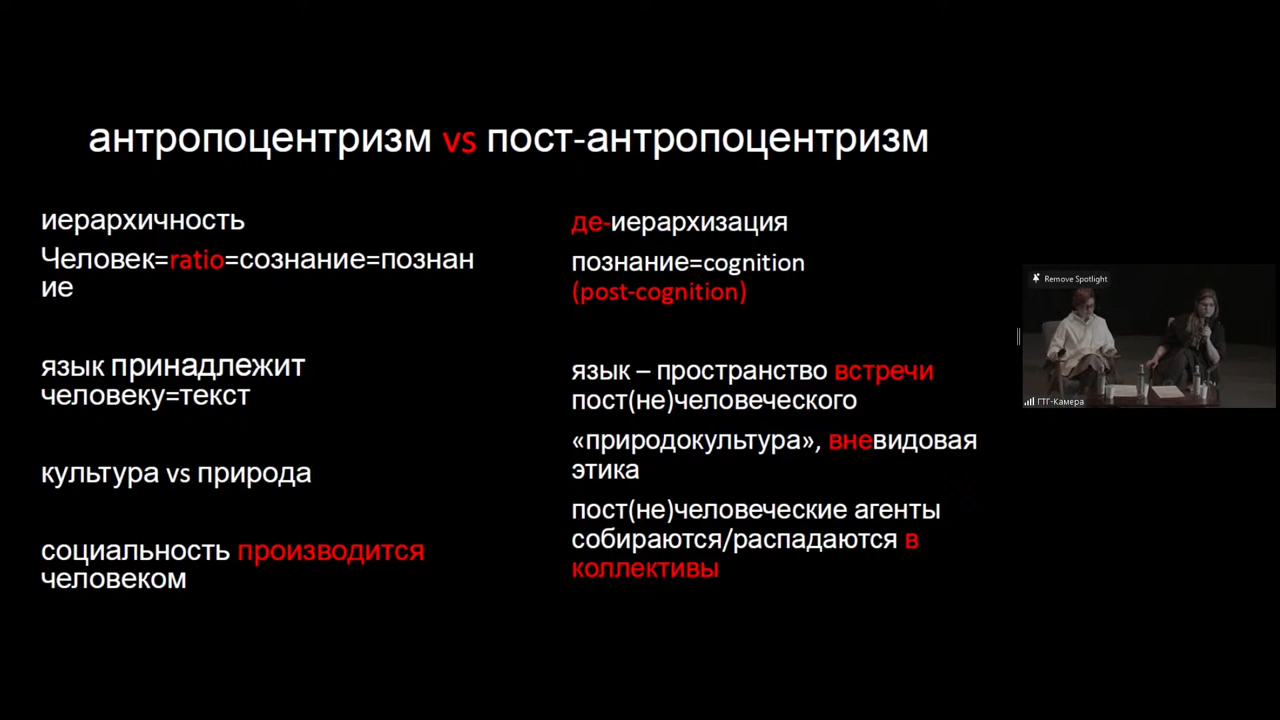 антропоцентризм vs пост-антропоцентризм
иерархичность
Человек=ratio=сознание=познан
ие
язык принадлежит
человеку=текст
культура vs природа
социальность производится
человеком
де-иерархизация
познание=cognition
(post-cognition)
язык – пространство встречи
пост(не)человеческого
«природокультура», вневидовая
этика
пост(не)человеческие агенты
собираются/распадаются в
коллективы
Remove Spotlight
ГТГ-Камера